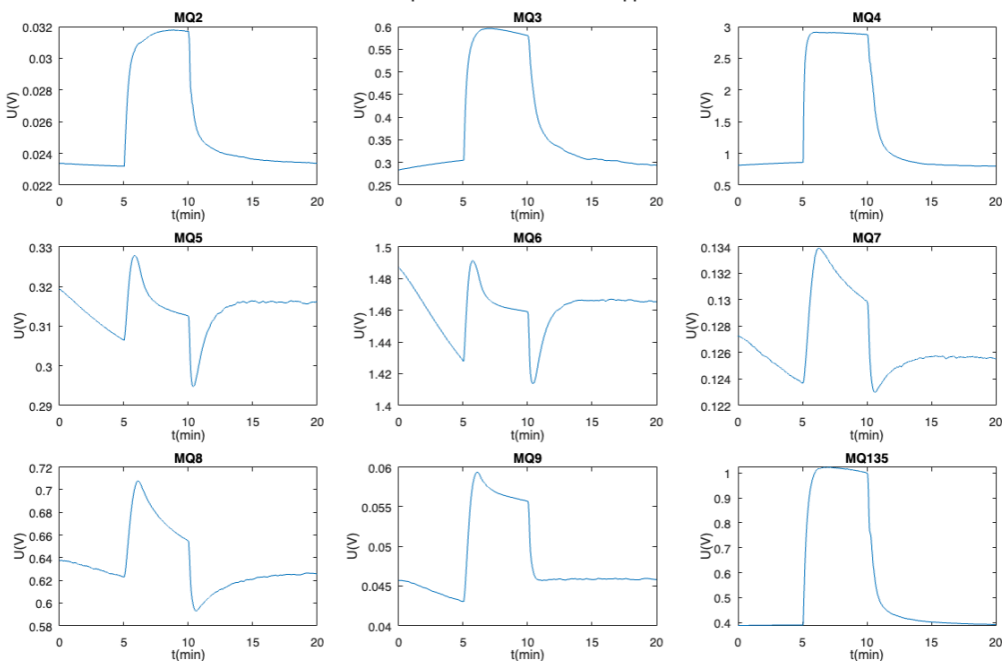 MQ2
U(V)
0.032
0.03
0.028
0.026
0.024
0.022
0 5 10 15 20
t(min)
MQ3
U(V)
0.6
0.55
0.5
0.45
0.4
0.35
0.3
0.25
0 5 10 15 20
t(min)
MQ4
U(V)
3
2.5
2
1.5
1
0.5
0 5 10 15 20
t(min)
MQ5
U(V)
0.33
0.32
0.31
0.3
0.29
0 5 10 15 20
t(min)
MQ6
U(V)
1.5
1.48
1.46
1.44
1.42
1.4
0 5 10 15 20
t(min)
MQ7
U(V)
0.134
0.132
0.13
0.128
0.126
0.124
0.122
0 5 10 15 20
t(min)
MQ8
U(V)
0.72
0.7
0.68
0.66
0.64
0.62
0.6
0.58
0 5 10 15 20
t(min)
MQ9
U(V)
0.06
0.055
0.05
0.045
0.04
0 5 10 15 20
t(min)
MQ135
U(V)
1
0.9
0.8
0.7
0.6
0.5
0.4
0 5 10 15 20
t(min)